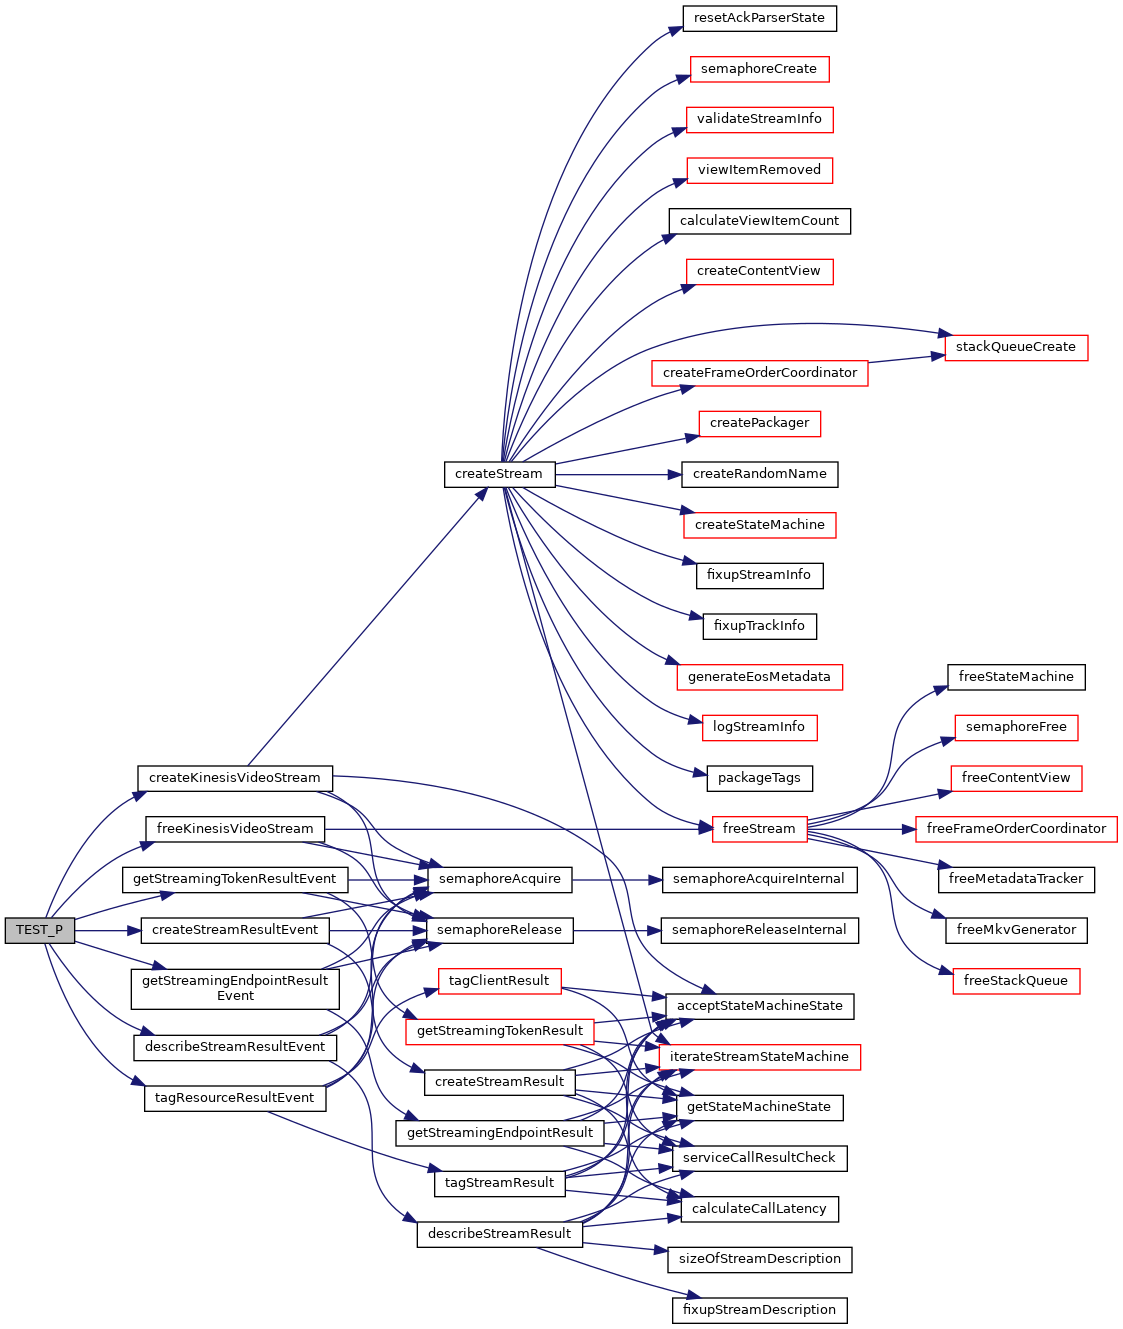 resetAckParserState
semaphoreCreate
validateStreamInfo
viewItemRemoved
calculateViewItemCount
createContentView
stackQueueCreate
createFrameOrderCoordinator
createPackager
createStream
createRandomName
createStateMachine
fixupStreamInfo
fixupTrackInfo
generateEosMetadata
freeStateMachine
logStreamInfo
semaphoreFree
createKinesisVideoStream
packageTags
freeContentView
freeKinesisVideoStream
freeStream
freeFrameOrderCoordinator
getStreamingTokenResultEvent
semaphoreAcquire
semaphoreAcquireInternal
freeMetadataTracker
TEST_P
createStreamResultEvent
semaphoreRelease
semaphoreReleaseInternal
freeMkvGenerator
getStreamingEndpointResult
Event
tagClientResult
freeStackQueue
acceptStateMachineState
getStreamingTokenResult
describeStreamResultEvent
iterateStreamStateMachine
createStreamResult
tagResourceResultEvent
getStateMachineState
getStreamingEndpointResult
serviceCallResultCheck
tagStreamResult
calculateCallLatency
describeStreamResult
sizeOfStreamDescription
fixupStreamDescription